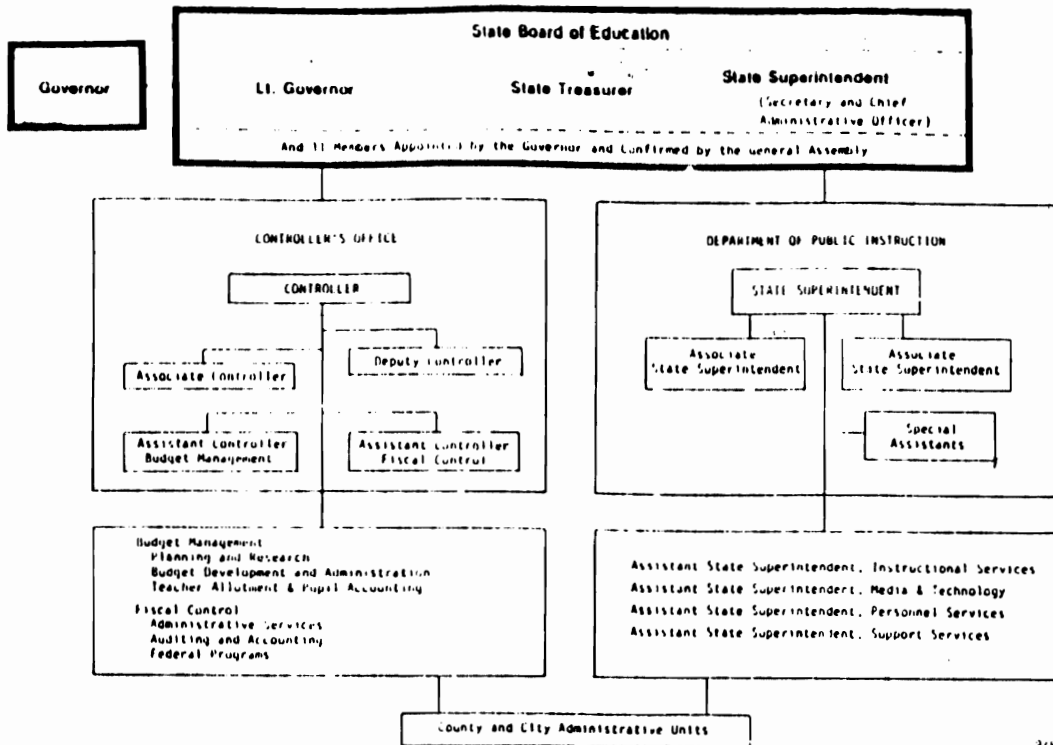 State Board of Education
Governor
Lt. Governor
State Treasurer
State Superintendent
(Secretary and Chief
Administrative Officer)
And 11 Members Appointed by the Governor and Confirmed by the General Assembly
CONTROLLER'S OFFICE
CONTROLLER
Deputy Controller
Associate Controller
Assistant Controller
Budget Management
Assistant Controller
Fiscal Control
DEPARTMENT OF PUBLIC INSTRUCTION
STATE SUPERINTENDENT
Associate
State Superintendent
Associate
State Superintendent
Special
Assistants
Budget Management
Planning and Research
Budget Development and Administration
Teacher Allotment & Pupil Accounting
Fiscal Control
Administrative Services
Auditing and Accounting
Federal Programs
Assistant State Superintendent, Instructional Services
Assistant State Superintendent, Media & Technology
Assistant State Superintendent, Personnel Services
Assistant State Superintendent, Support Services
County and City Administrative Units